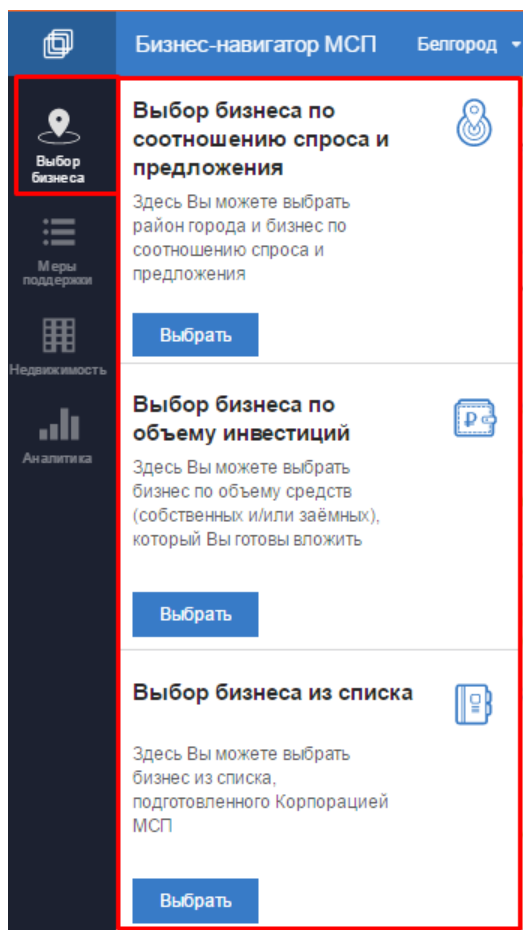 Бизнес-навигатор МСП Белгород
Выбор
бизнеса
Меры
поддержки
Недвижимость
Аналитика
Выбор бизнеса по
соотношению спроса и
предложения
Здесь Вы можете выбрать
район города и бизнес по
соотношению спроса и
предложения
Выбрать
Выбор бизнеса по
объему инвестиций
Здесь Вы можете выбрать
бизнес по объему средств
(собственных и/или заёмных),
который Вы готовы вложить
Выбрать
Выбор бизнеса из списка
Здесь Вы можете выбрать
бизнес из списка,
подготовленного Корпорацией
МСП
Выбрать